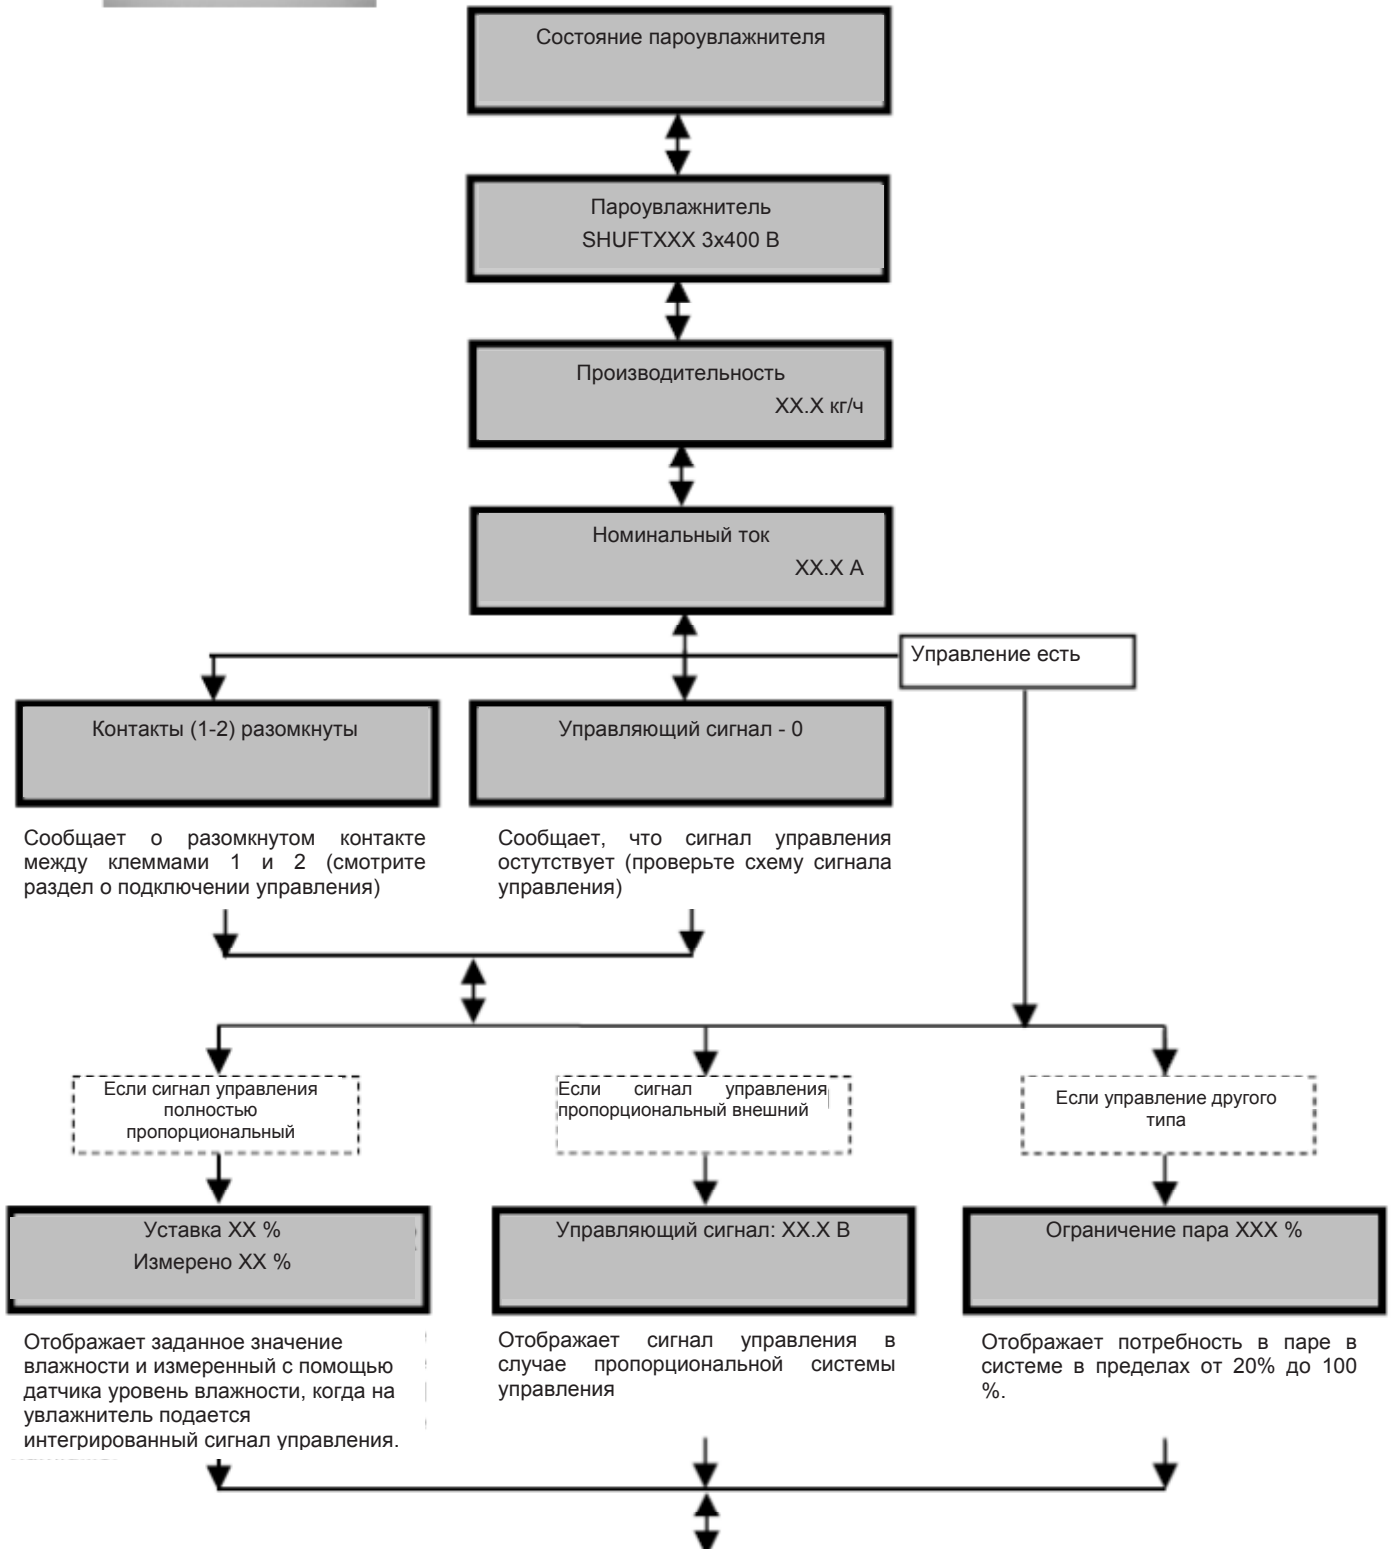 Состояние пароувлажнителя
Пароувлажнитель
SHUFTXXX 3x400 В
Производительность
XX.X кг/ч
Номинальный ток
XX.X А
Управление есть
Контакты (1-2) разомкнуты
Управляющий сигнал - 0
Сообщает о разомкнутом контакте
между клеммами 1 и 2 (смотрите
раздел о подключении управления)
Сообщает, что сигнал управления
остутствует (проверьте схему сигнала
управления)
Если сигнал управления
полностью
пропорциональный
Если сигнал управления
пропорциональный внешний
Если управление другого
типа
Уставка XX %
Измерено XX %
Управляющий сигнал: XX.X В
Ограничение пара XXX %
Отображает заданное значение
влажности и измеренный с помощью
датчика уровень влажности, когда на
увлажнитель подается
интегрированный сигнал управления.
Отображает сигнал управления в
случае пропорциональной системы
управления
Отображает потребность в паре в
системе в пределах от 20% до 100
%.